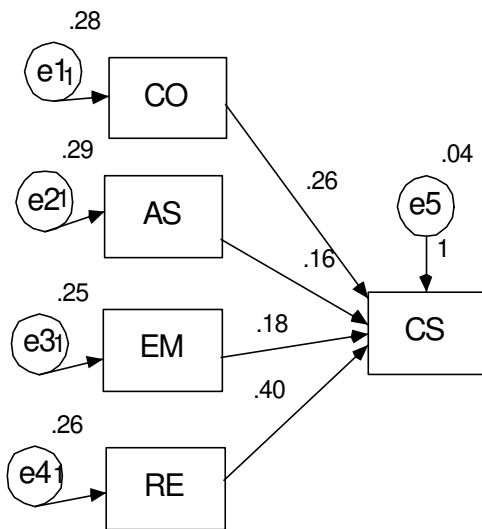 .28
e1 1
CO
.29
e2 1
AS
.25
e3 1
EM
.26
e4 1
RE
.26
.16
.18
.40
.04
e5
1
CS